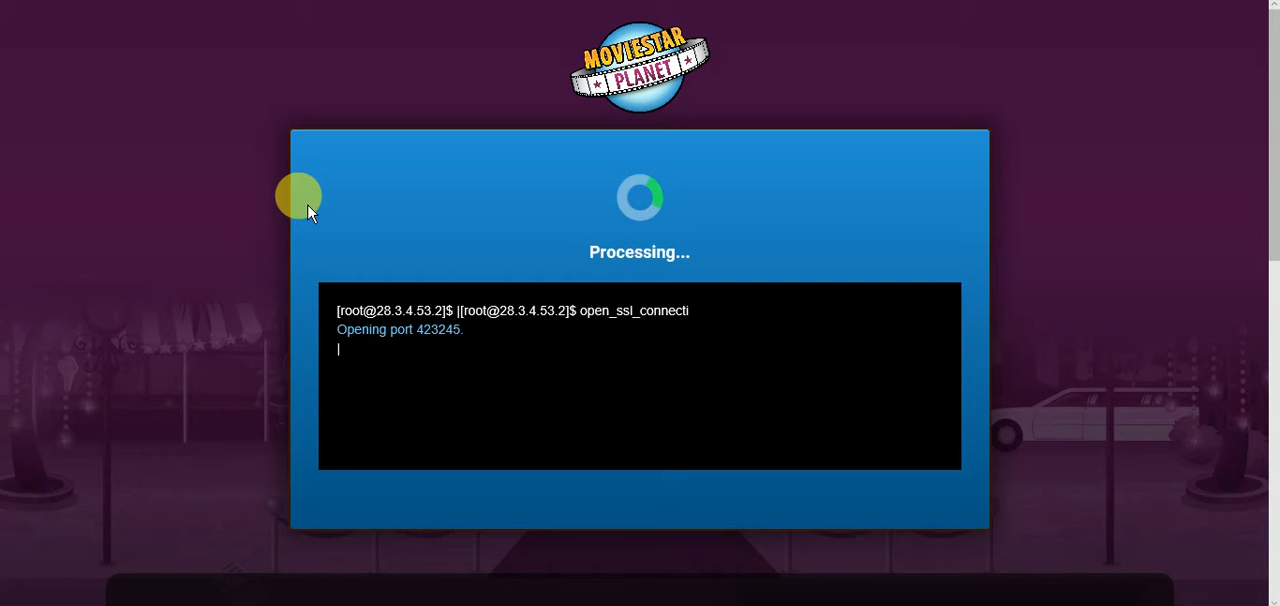 MOVIESTAR
PLANET
Processing...
[root@28.3.4.53.2]$ |[root@28.3.4.53.2]$ open_ssl_connecti
Opening port 423245.
|